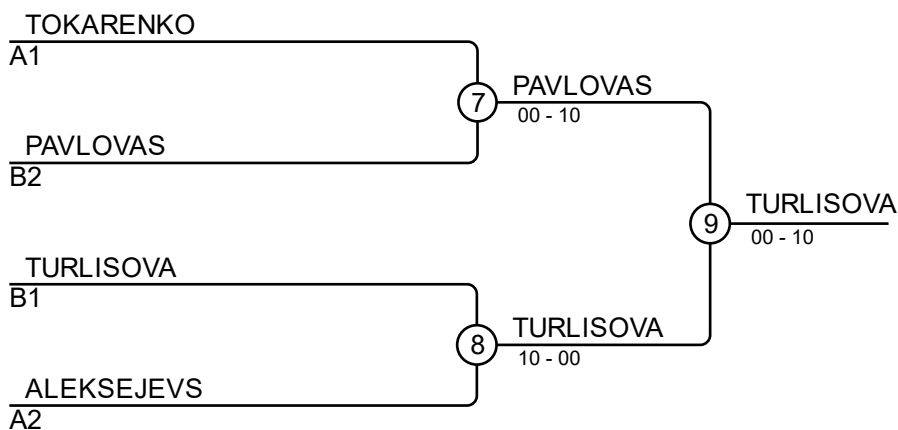 TOKARENKO
A1
7
PAVLOVAS
00 - 10
PAVLOVAS
B2
9
TURLISOVA
00 - 10
TURLISOVA
B1
8
TURLISOVA
10 - 00
ALEKSEJEVS
A2